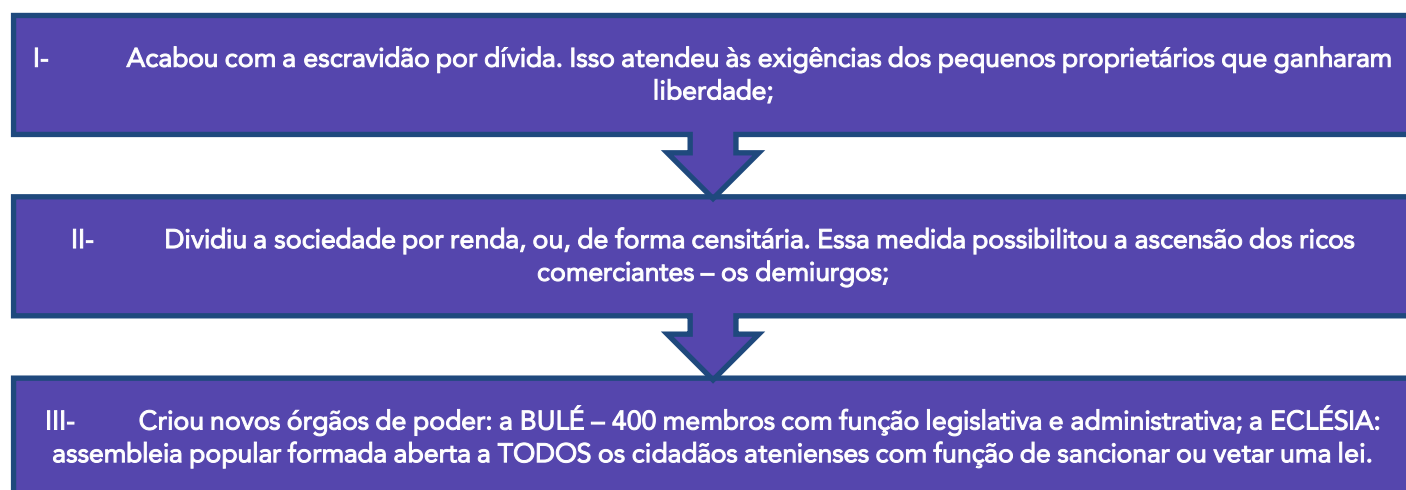 I- Acabou com a escravidão por dívida. Isso atendeu às exigências dos pequenos proprietários que ganharam
liberdade;
II- Dividiu a sociedade por renda, ou, de forma censitária. Essa medida possibilitou a ascensão dos ricos
comerciantes – os demiurgos;
III- Criou novos órgãos de poder: a BULÉ – 400 membros com função legislativa e administrativa; a ECLÉSIA:
assembleia popular formada aberta a TODOS os cidadãos atenienses com função de sancionar ou vetar uma lei.